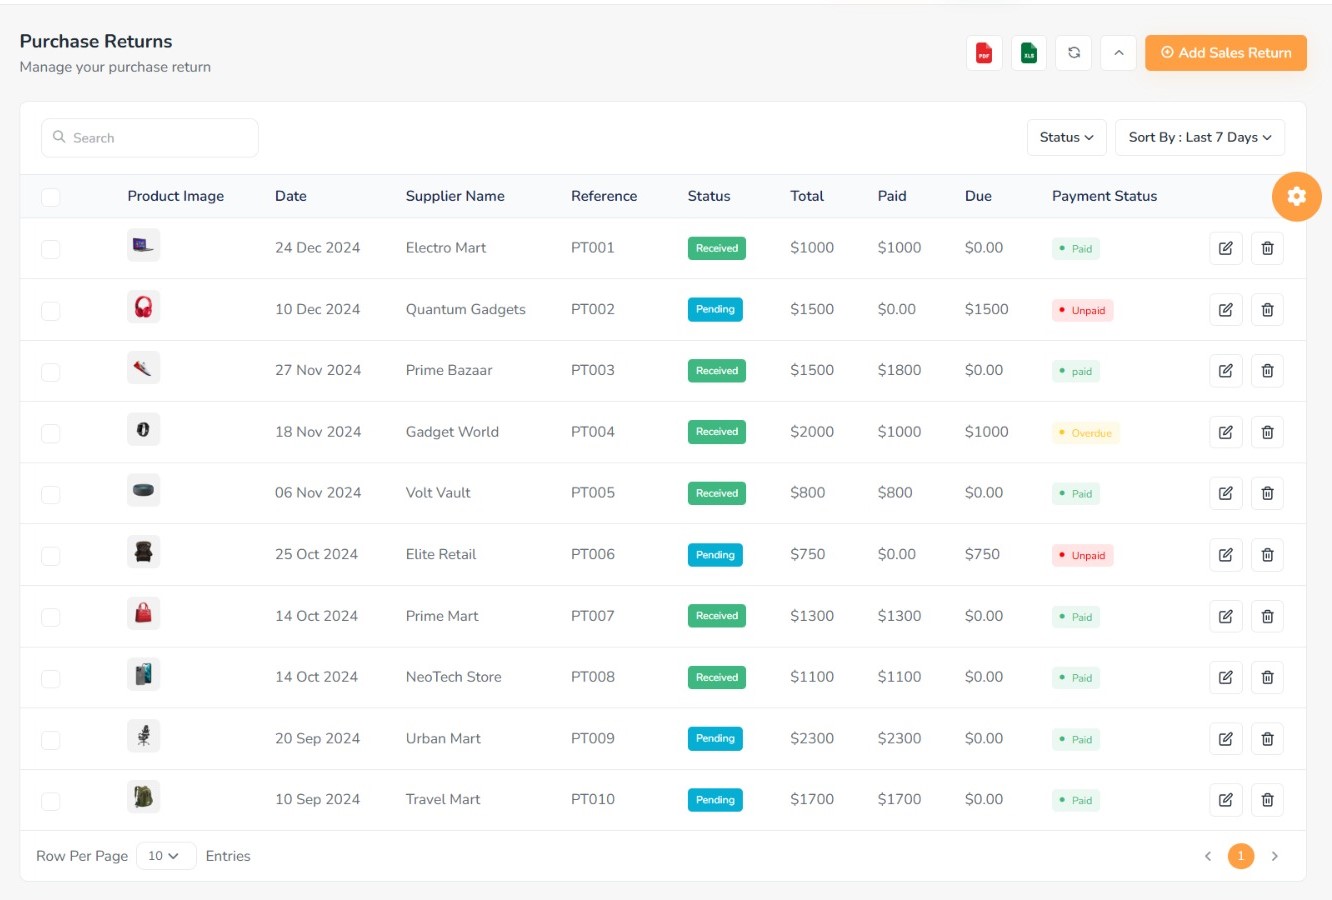 Purchase Returns
Manage your purchase return
PDF
XLS
Add Sales Return
Search
Status
Sort By : Last 7 Days
Product Image Date Supplier Name Reference Status Total Paid Due Payment Status
24 Dec 2024 Electro Mart PT001 Received $1000 $1000 $0.00 Paid
10 Dec 2024 Quantum Gadgets PT002 Pending $1500 $0.00 $1500 Unpaid
27 Nov 2024 Prime Bazaar PT003 Received $1500 $1800 $0.00 paid
18 Nov 2024 Gadget World PT004 Received $2000 $1000 $1000 Overdue
06 Nov 2024 Volt Vault PT005 Received $800 $800 $0.00 Paid
25 Oct 2024 Elite Retail PT006 Pending $750 $0.00 $750 Unpaid
14 Oct 2024 Prime Mart PT007 Received $1300 $1300 $0.00 Paid
14 Oct 2024 NeoTech Store PT008 Received $1100 $1100 $0.00 Paid
20 Sep 2024 Urban Mart PT009 Pending $2300 $2300 $0.00 Paid
10 Sep 2024 Travel Mart PT010 Pending $1700 $1700 $0.00 Paid
Row Per Page 10 Entries
1